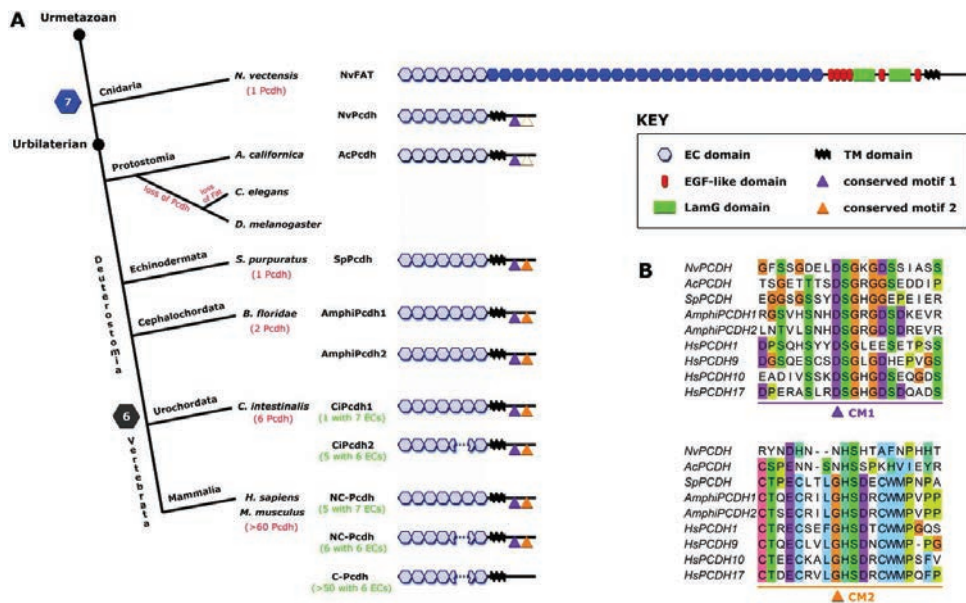 A
Urmetazoan
7
Cnidaria
N. vectensis
(1 Pcdh)
NvFAT
NvPcdh
Urbilaterian
Protostomia
A. californica
AcPcdh
loss of Pcdh
loss of Fat
C. elegans
D. melanogaster
Deuterostomia
Echinodermata
S. purpuratus
(1 Pcdh)
SpPcdh
Cephalochordata
B. floridae
(2 Pcdh)
AmphiPcdh1
AmphiPcdh2
6
Urochordata
C. intestinalis
(6 Pcdh)
CiPcdh1
(1 with 7 ECs)
CiPcdh2
(5 with 6 ECs)
Vertebrata
Mammalia
H. sapiens
M. musculus
(>60 Pcdh)
NC-Pcdh
(5 with 7 ECs)
NC-Pcdh
(6 with 6 ECs)
C-Pcdh
(>50 with 6 ECs)
KEY
EC domain
TM domain
EGF-like domain
conserved motif 1
LamG domain
conserved motif 2
B
NvPCDH GFSSGDELDSGKGDSSIASS
AcPCDH TSGETTTSDSGRGGSEDDIP
SpPCDH EGGSGSSYDSGHGGEPEIER
AmphiPCDH1 RGSVHSNHDSGRGDSDKEVR
AmphiPCDH2 LNTVLSNHDSGRGDSDREVR
HsPCDH1 DPSQHSYYDSGLEESETPSS
HsPCDH9 DGSQESCSDSGLGDHEPVGS
HsPCDH10 EADIVSSKDSGHGDSEQGDS
HsPCDH17 DPERASLRDSGHGDSDQADS
CM1
NvPCDH RYNDHN--NHSHTAFNPHHT
AcPCDH CSPENN-SNHSSPKHVIEYR
SpPCDH CTPECLTLGHSDECWMPNPA
AmphiPCDH1 CTQECRILGHSDRCWMPVPP
AmphiPCDH2 CTSECRILGHSDRCWMPVPP
HsPCDH1 CTRECSEFGHSDTCWMPGQS
HsPCDH9 CTQECLVLGHSDNCWMP-PG
HsPCDH10 CTEECKALGHSDRCWMPSFV
HsPCDH17 CTDECRVLGHSDRCWMPQFP
CM2